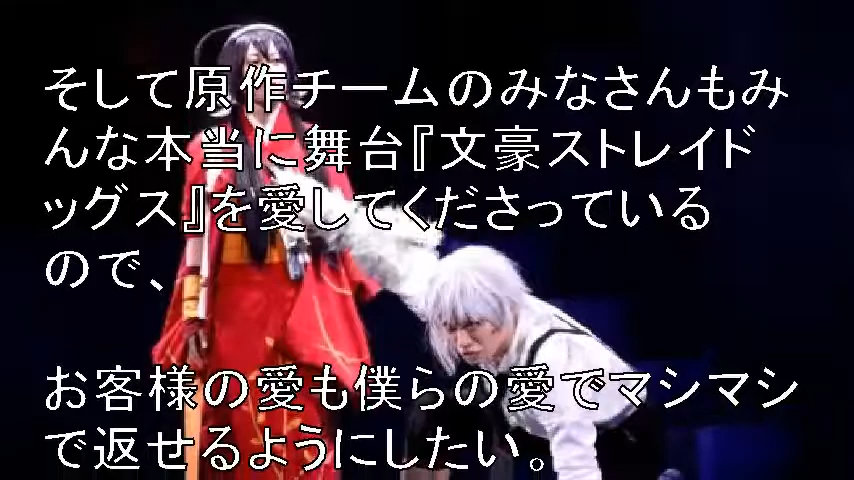 そして原作チームのみなさんもみ
んな本当に舞台『文豪ストレイド
ッグス』を愛してくださっている
ので、
お客様の愛も僕らの愛でマシマシ
で返せるようにしたい。